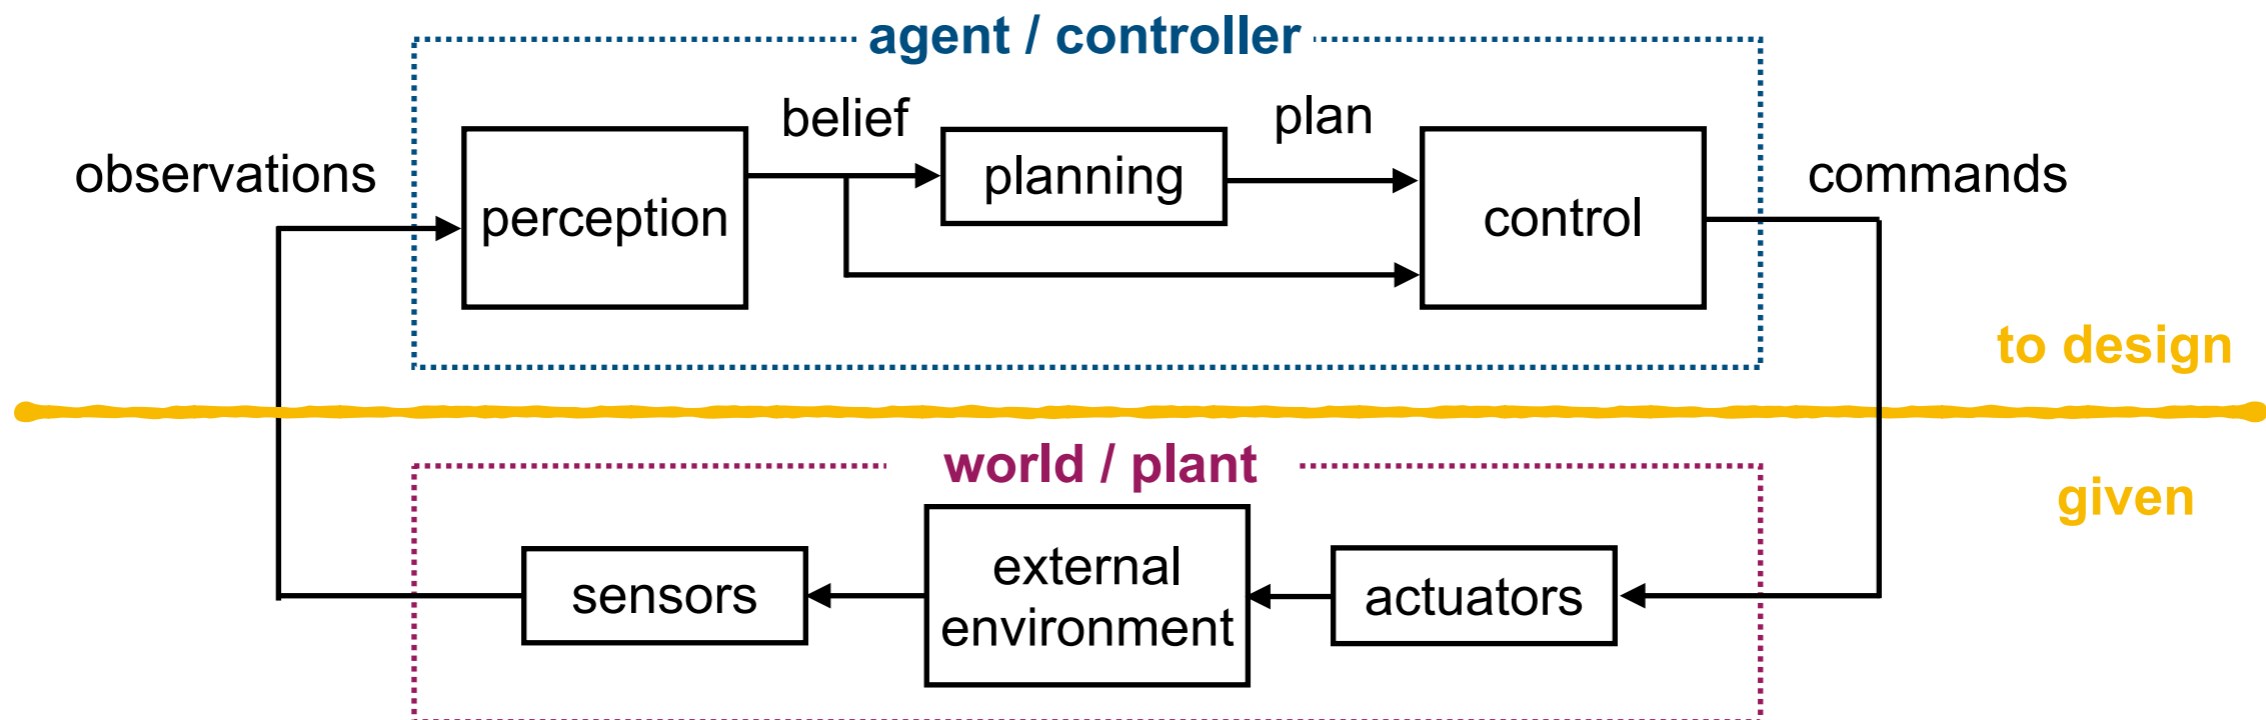 agent / controller
belief
plan
observations
perception
planning
control
commands
to design
world / plant
given
sensors
external
environment
actuators